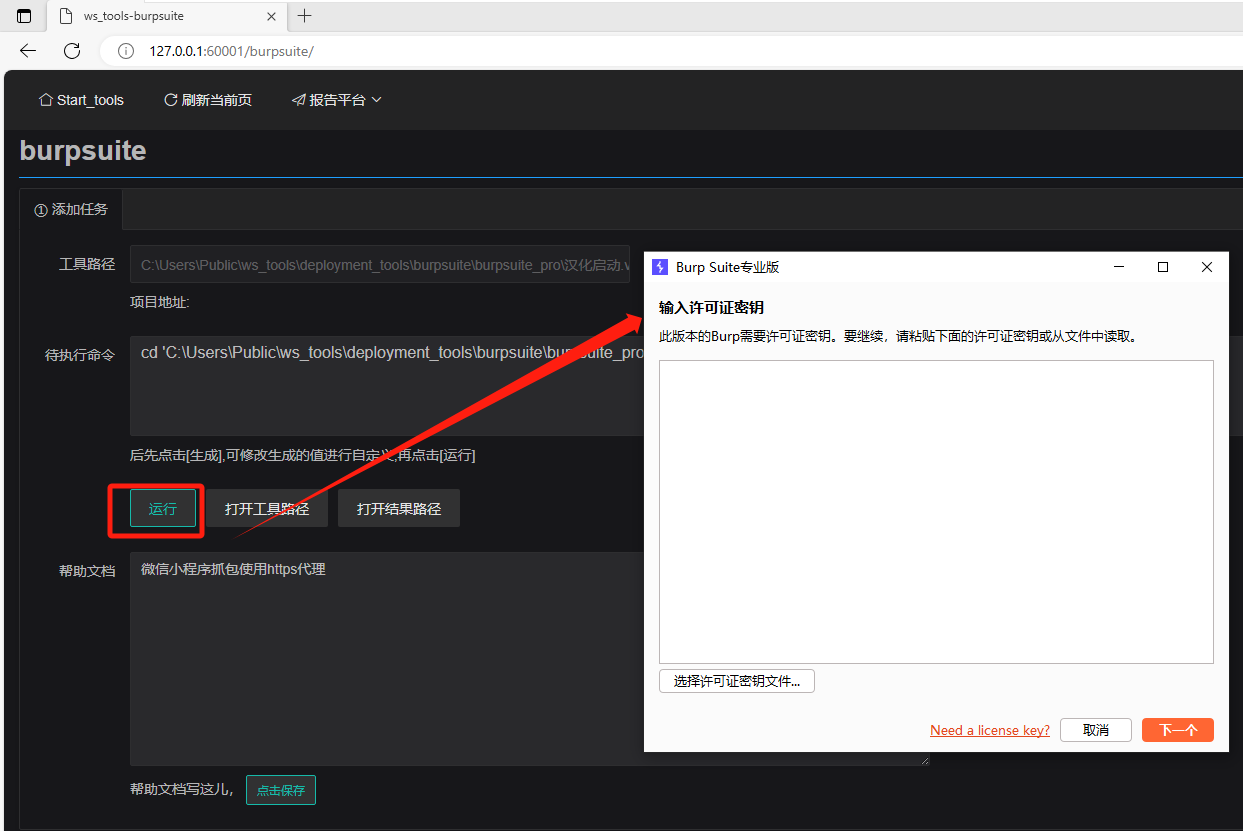 ws_tools-burpsuite
127.0.0.1:60001/burpsuite/
Start_tools 刷新当前页 报告平台
burpsuite
① 添加任务
工具路径 C:\Users\Public\ws_tools\deployment_tools\burpsuite\burpsuite_pro\汉化启动.v
项目地址:
待执行命令 cd 'C:\Users\Public\ws_tools\deployment_tools\burpsuite\burpsuite_pro
后先点击[生成],可修改生成的值进行自定义,再点击[运行]
运行 打开工具路径 打开结果路径
帮助文档 微信小程序抓包使用https代理
帮助文档写这儿， 点击保存
Burp Suite专业版
输入许可证密钥
此版本的Burp需要许可证密钥。要继续，请粘贴下面的许可证密钥或从文件中读取。
选择许可证密钥文件...
Need a license key? 取消 下一个